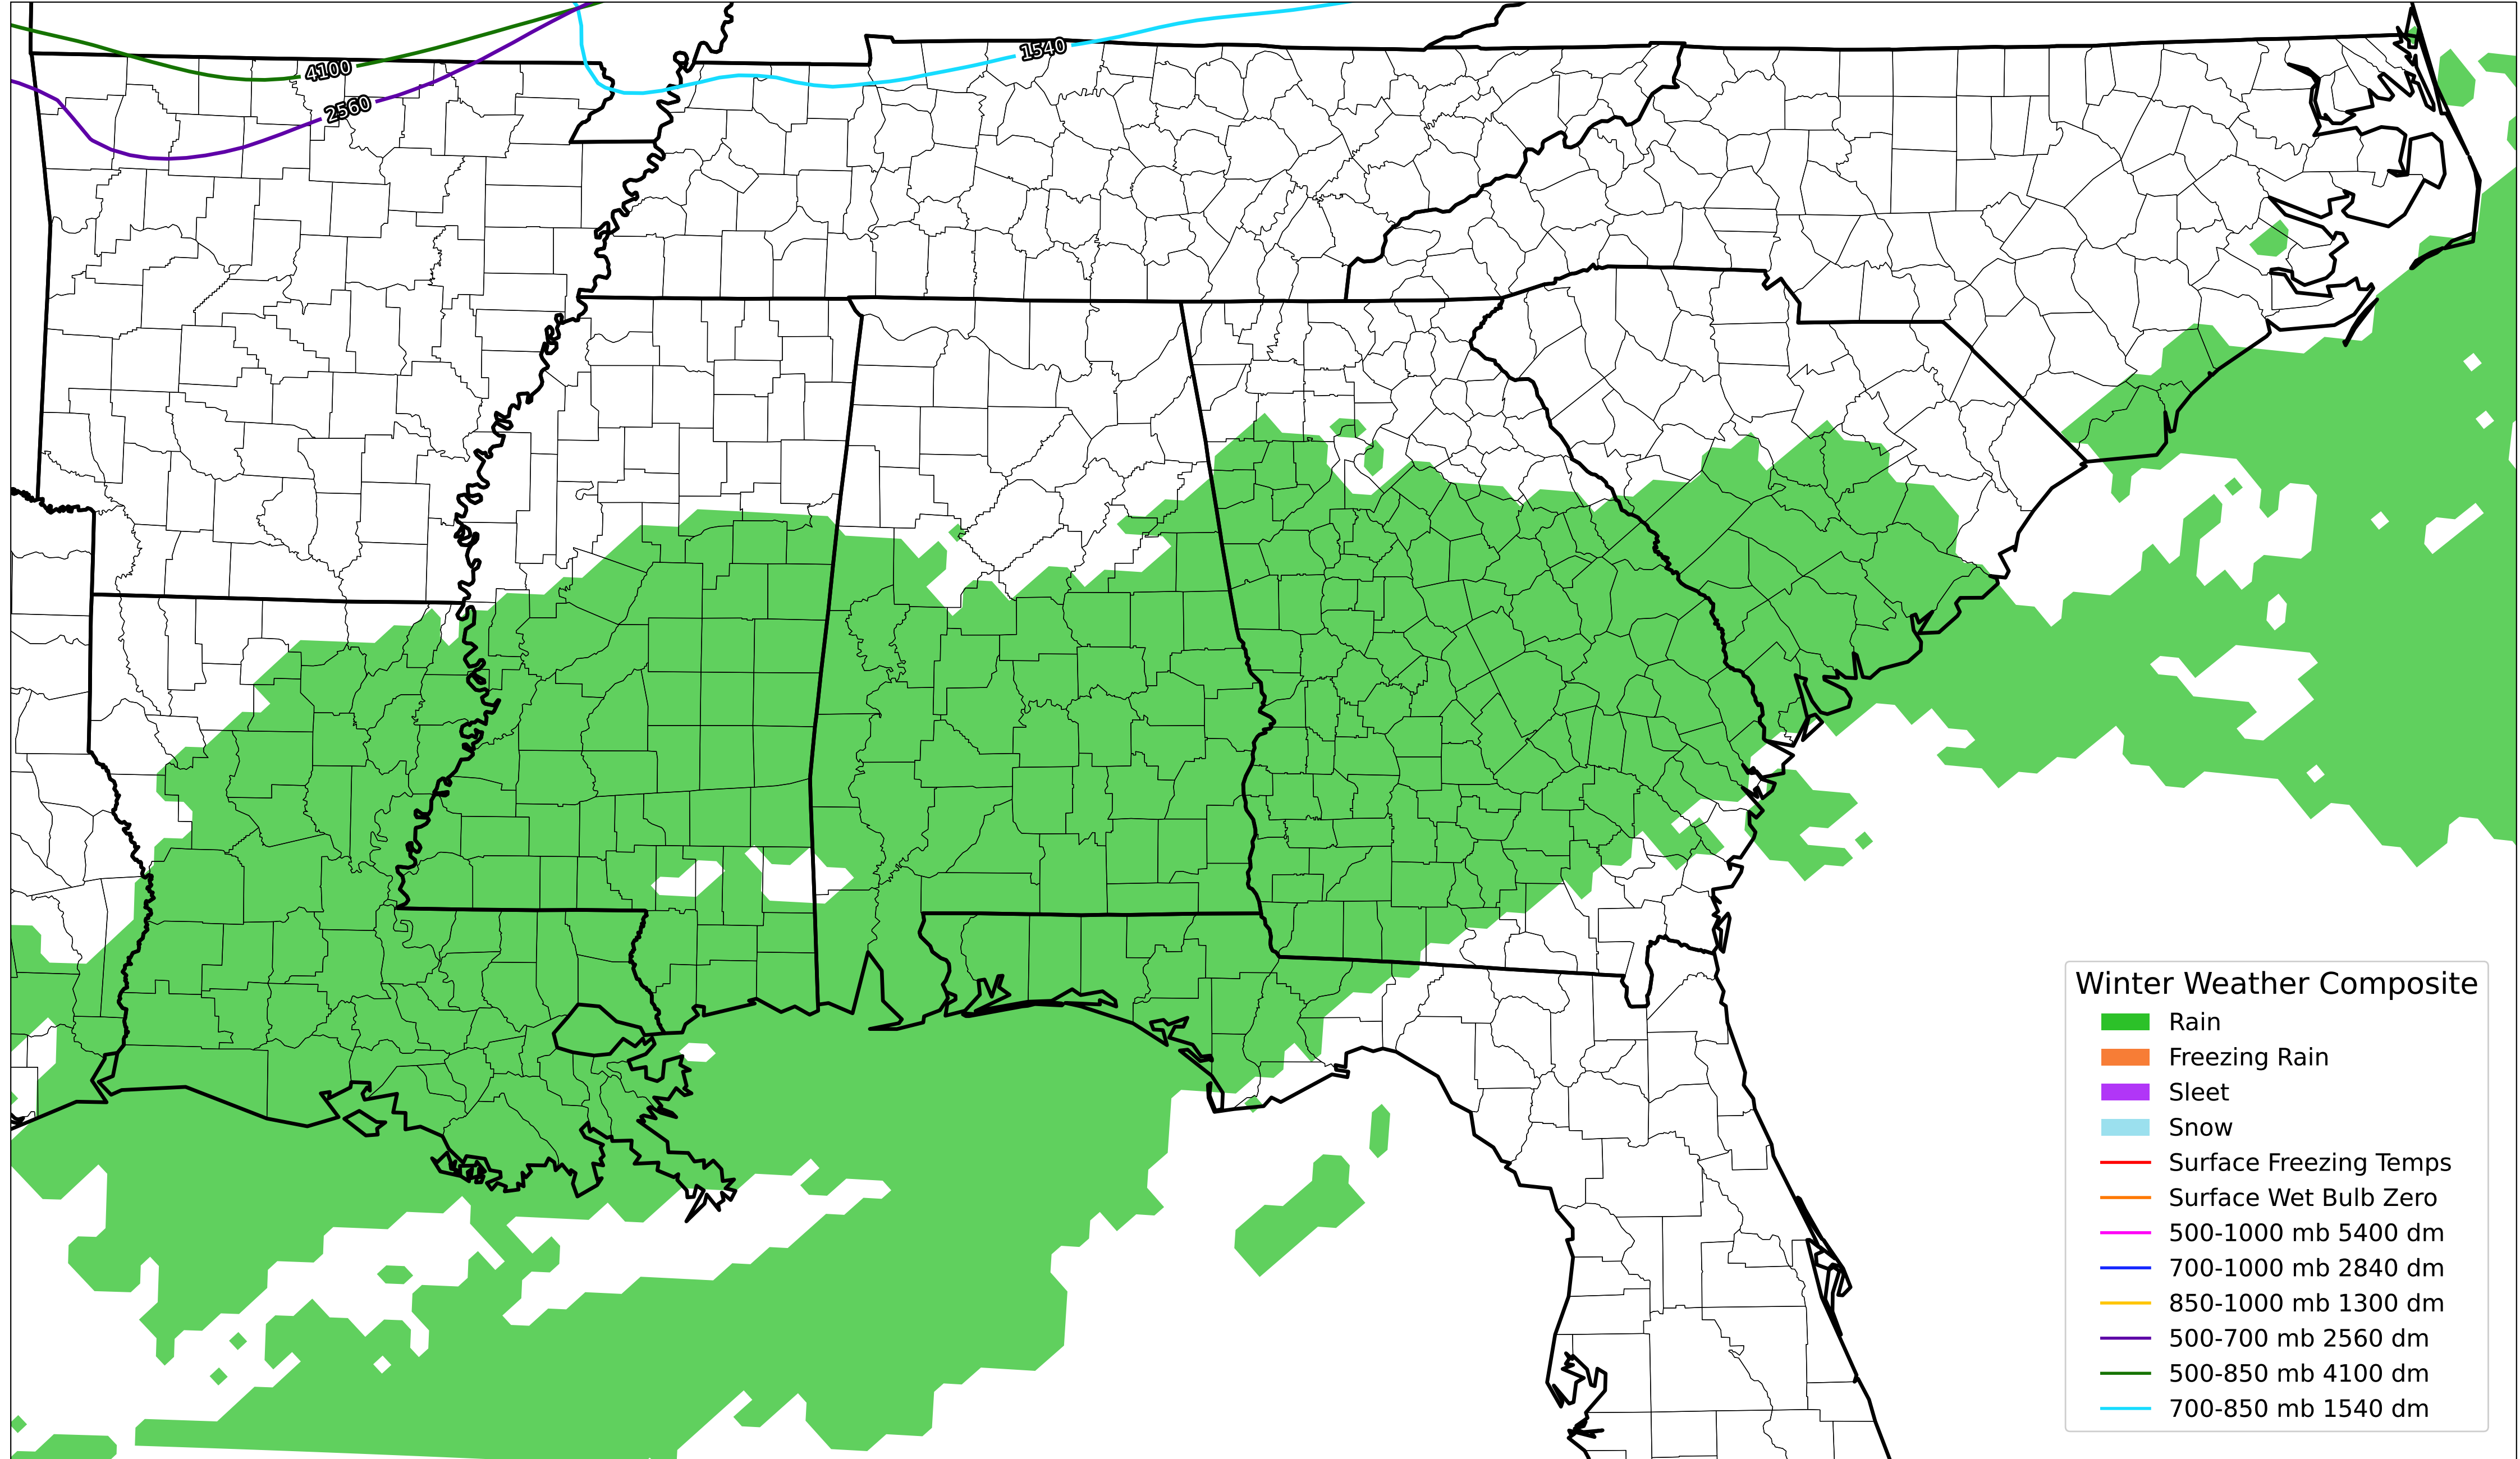 1540
4100
2560
Winter Weather Composite
Rain
Freezing Rain
Sleet
Snow
Surface Freezing Temps
Surface Wet Bulb Zero
500-1000 mb 5400 dm
700-1000 mb 2840 dm
850-1000 mb 1300 dm
500-700 mb 2560 dm
500-850 mb 4100 dm
700-850 mb 1540 dm